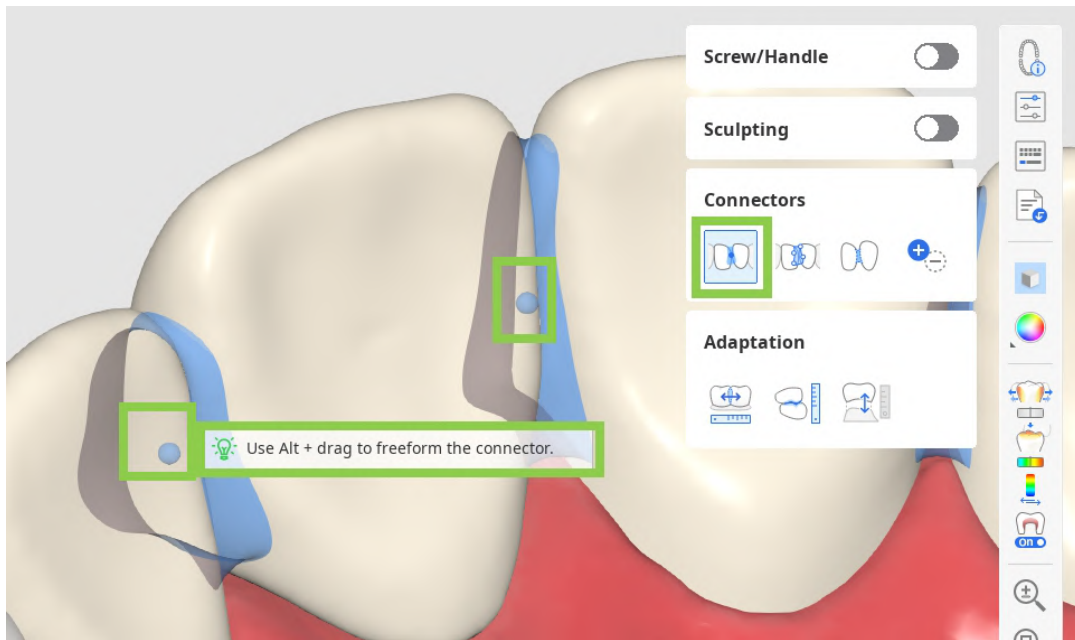 Screw/Handle
Sculpting
Connectors
Adaptation
Use Alt + drag to freeform the connector.
On